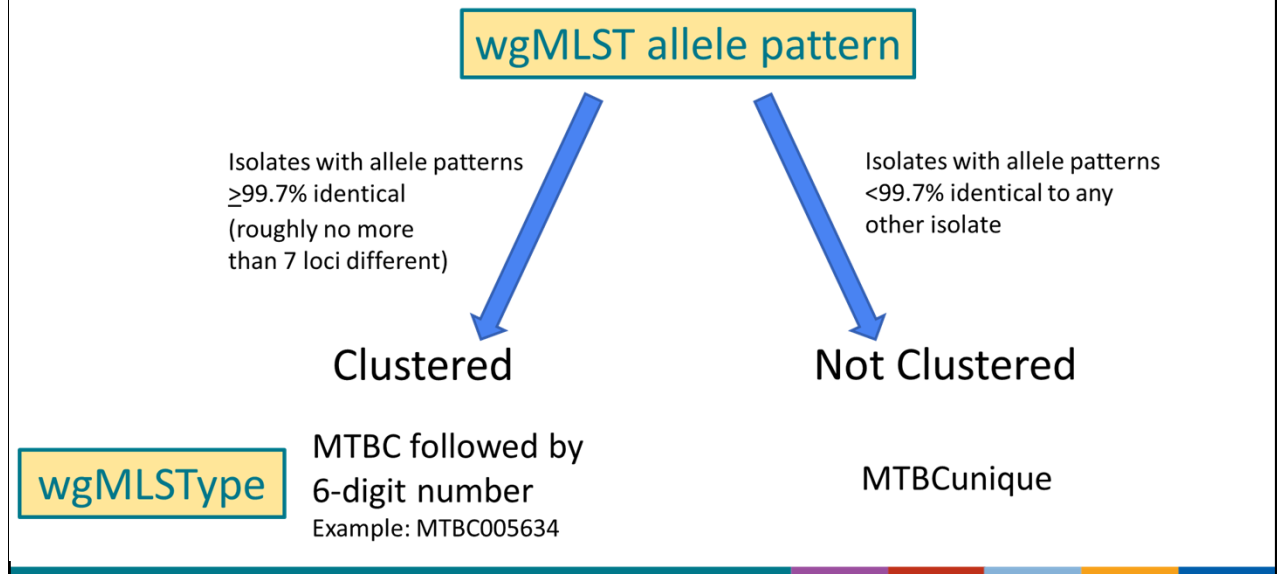 wgMLST allele pattern
Isolates with allele patterns
≥99.7% identical
(roughly no more
than 7 loci different)
Isolates with allele patterns
<99.7% identical to any
other isolate
Clustered
Not Clustered
wgMLSType
MTBC followed by
6-digit number
Example: MTBC005634
MTBCunique